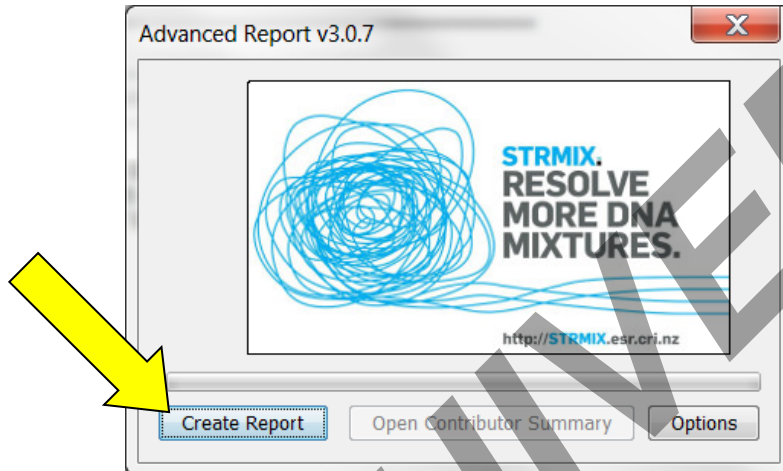 Advanced Report v3.0.7
STRMIX.
RESOLVE
MORE DNA
MIXTURES.
http://STRMIX.esr.cri.nz
Create Report
Open Contributor Summary
Options